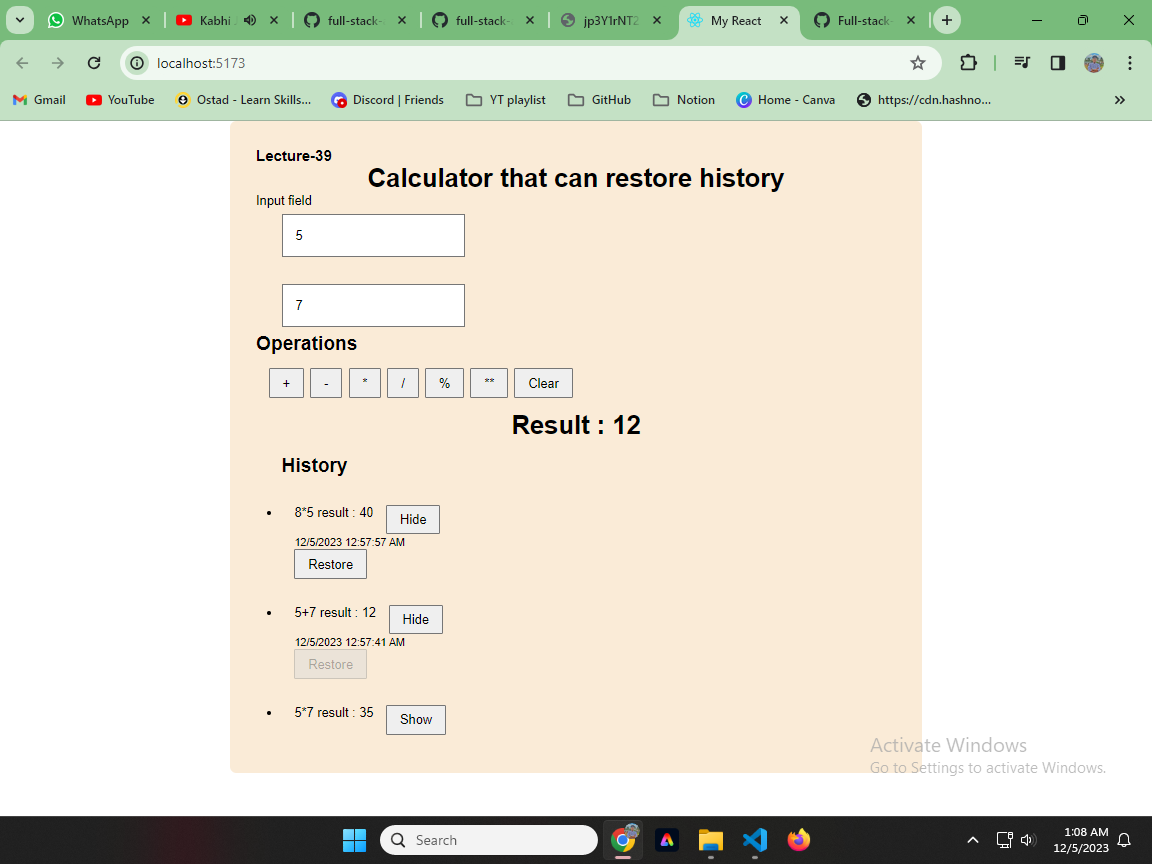 WhatsApp
Kabhi
full-stack-
full-stack-
jp3Y1rNT2
My React
Full-stack-
localhost:5173
Gmail
YouTube
Ostad - Learn Skills...
Discord | Friends
YT playlist
GitHub
Notion
Home - Canva
https://cdn.hashno...
Lecture-39
Calculator that can restore history
Input field
5
7
Operations
+ - * / % ** Clear
Result : 12
History
8*5 result : 40 Hide
12/5/2023 12:57:57 AM
Restore
5+7 result : 12 Hide
12/5/2023 12:57:41 AM
Restore
5*7 result : 35 Show
Activate Windows
Go to Settings to activate Windows.
Search
1:08 AM
12/5/2023